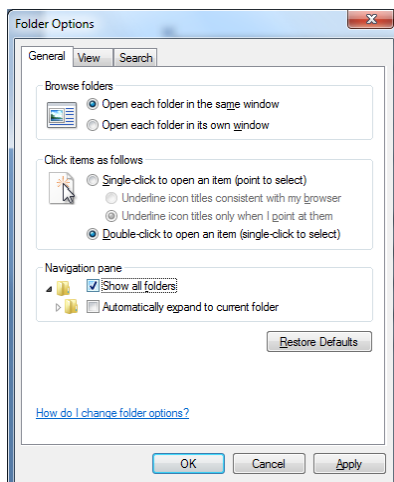 Folder Options
General View Search
Browse folders
Open each folder in the same window
Open each folder in its own window
Click items as follows
Single-click to open an item (point to select)
Underline icon titles consistent with my browser
Underline icon titles only when I point at them
Double-click to open an item (single-click to select)
Navigation pane
Show all folders
Automatically expand to current folder
Restore Defaults
How do I change folder options?
OK Cancel Apply